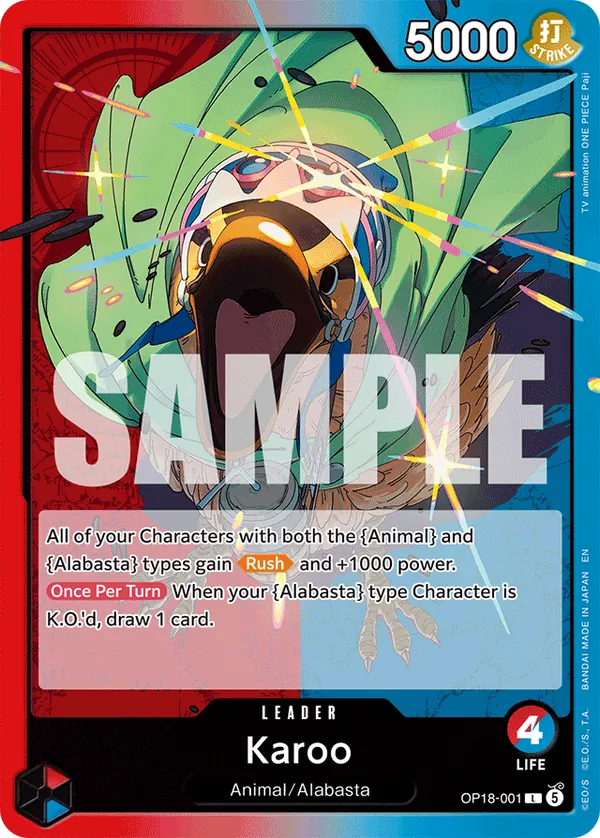 5000
打
STRIKE
TV animation ONE PIECE Paji
SAMPLE
All of your Characters with both the {Animal} and
{Alabasta} types gain Rush and +1000 power.
Once Per Turn When your {Alabasta} type Character is
K.O.'d, draw 1 card.
LEADER
Karoo
Animal/Alabasta
4
LIFE
OP18-001 L 5
©E.O/S ©E.O./S., T.A. BANDAI MADE IN JAPAN EN